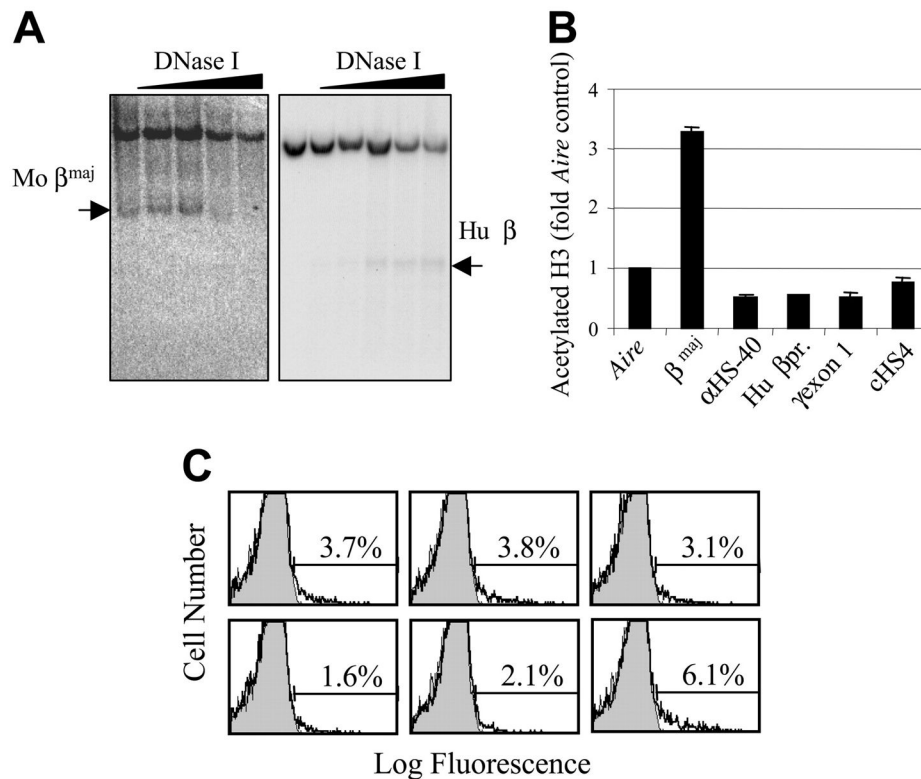 A
DNase I
DNase I
Mo β^maj
Hu β
B
Acetylated H3 (fold Aire control)
4
3
2
1
0
Aire
β^maj
αHS-40
Hu βpr.
γexon 1
cHS4
C
Cell Number
3.7%
3.8%
3.1%
1.6%
2.1%
6.1%
Log Fluorescence